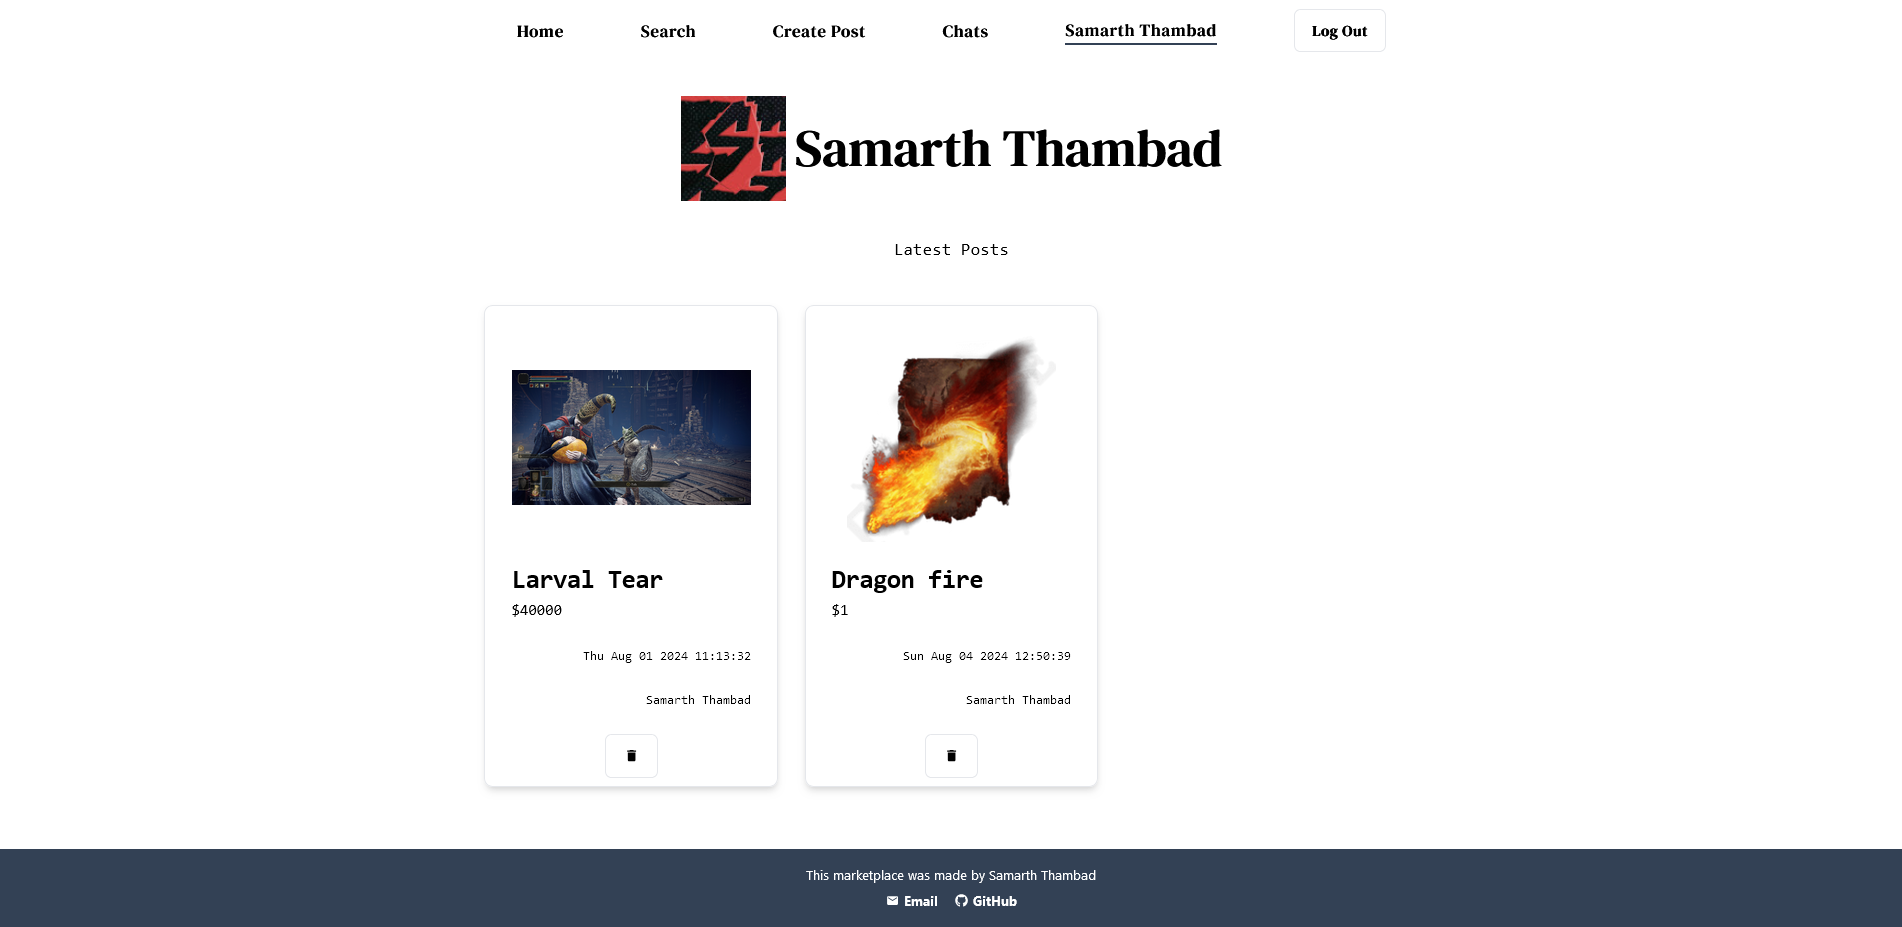 Home Search Create Post Chats Samarth Thambad Log Out
Samarth Thambad
Latest Posts
Larval Tear
$40000
Thu Aug 01 2024 11:13:32
Samarth Thambad
Dragon fire
$1
Sun Aug 04 2024 12:50:39
Samarth Thambad
This marketplace was made by Samarth Thambad
Email GitHub